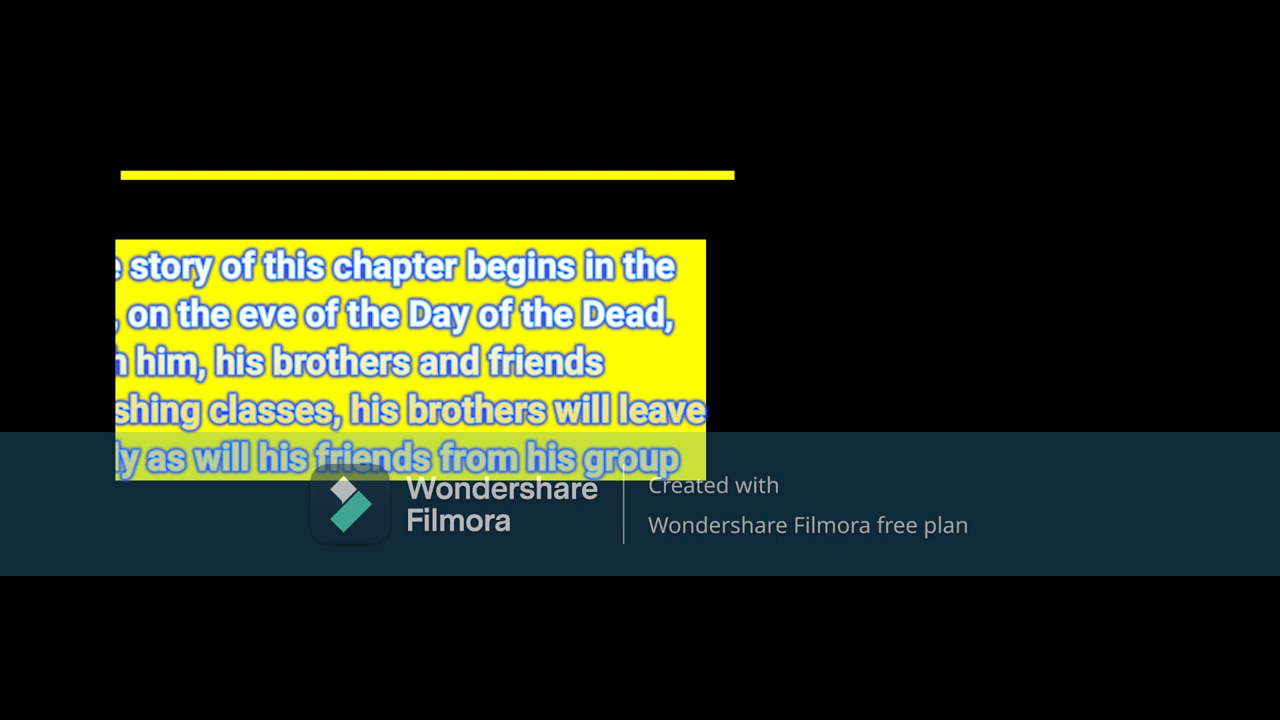 story of this chapter begins in the
, on the eve of the Day of the Dead,
him, his brothers and friends
shing classes, his brothers will leave
ly as will his friends from his group
Wondershare
Filmora
Created with
Wondershare Filmora free plan